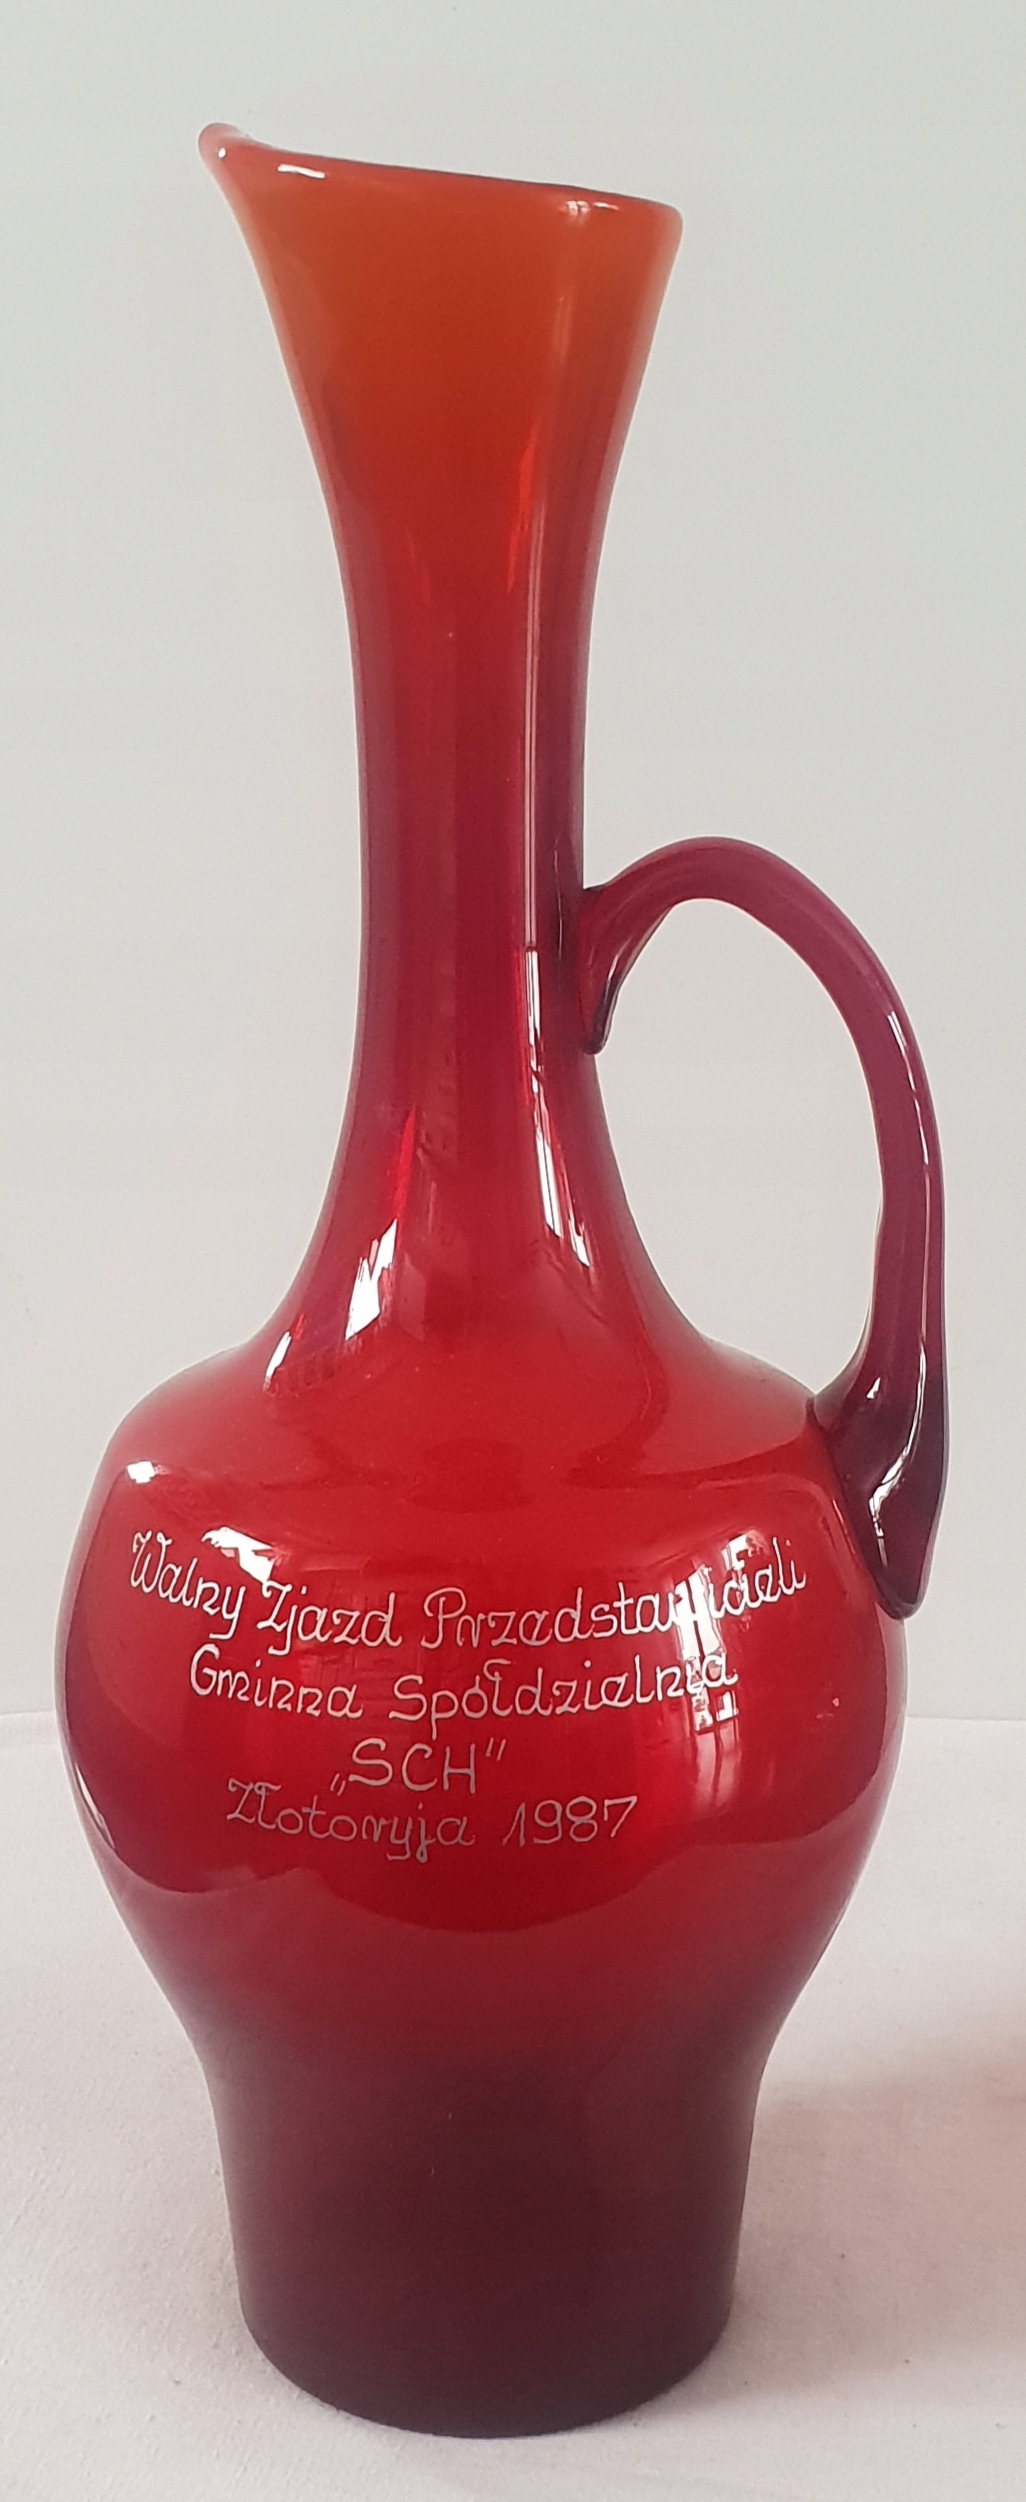 Walny Zjazd Przedstawicieli
Gminna Spółdzielnia
„SCH"
Złotoryja 1987